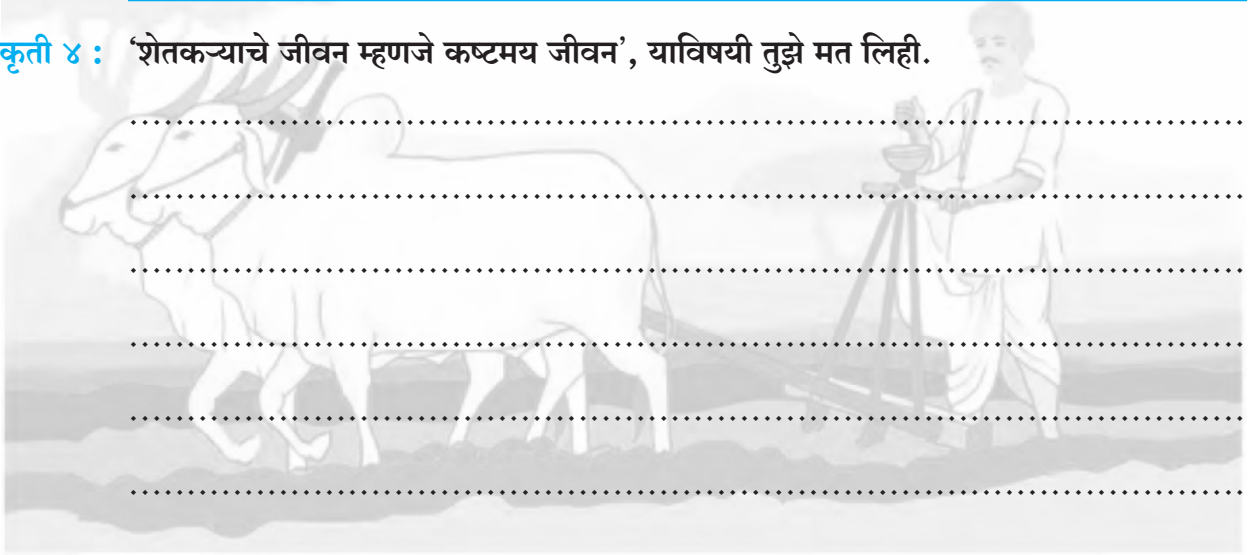 कृती ४ : ‘शेतकऱ्याचे जीवन म्हणजे कष्टमय जीवन’, याविषयी तुझे मत लिही.